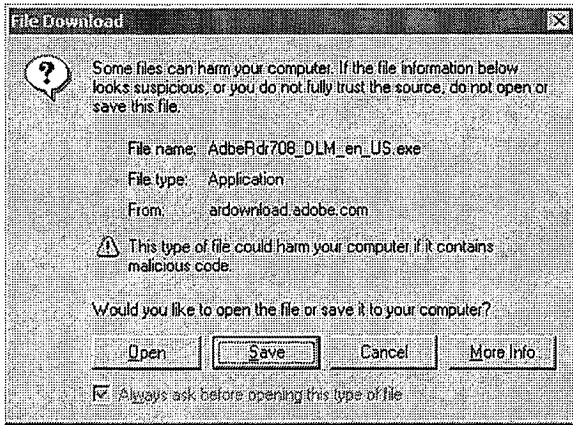 File Download
Some files can harm your computer. If the file information below
looks suspicious, or you do not fully trust the source, do not open or
save this file.
File name: AdbeRdr708_DLM_en_US.exe
File type: Application
From: ardownload.adobe.com
This type of file could harm your computer if it contains
malicious code.
Would you like to open the file or save it to your computer?
Open Save Cancel More Info
Always ask before opening this type of file